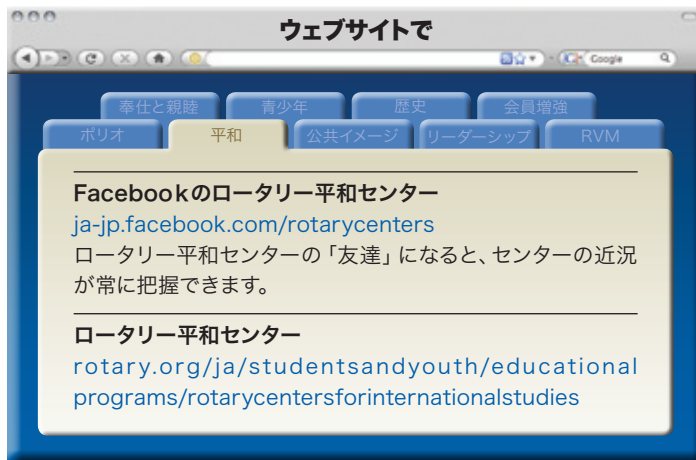 ウェブサイトで
Google
奉仕と親睦 青少年 歴史 会員増強
ポリオ 平和 公共イメージ リーダーシップ RVM
Facebookのロータリー平和センター
ja-jp.facebook.com/rotarycenters
ロータリー平和センターの「友達」になると、センターの近況
が常に把握できます。
ロータリー平和センター
rotary.org/ja/studentsandyouth/educational
programs/rotarycentersforinternationalstudies